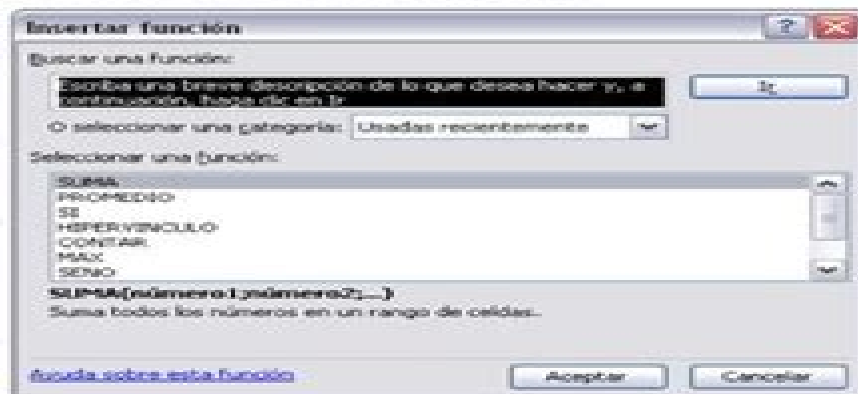 Insertar función
Buscar una función:
Escriba una breve descripción de lo que desea hacer y, a
continuación, haga clic en Ir
Ir
O seleccionar una categoría: Usadas recientemente
Seleccionar una función:
SUMA
PROMEDIO
SI
HIPERVINCULO
CONTAR
MAX
SENO
SUMA(número1;número2;...)
Suma todos los números en un rango de celdas.
Ayuda sobre esta función
Aceptar
Cancelar